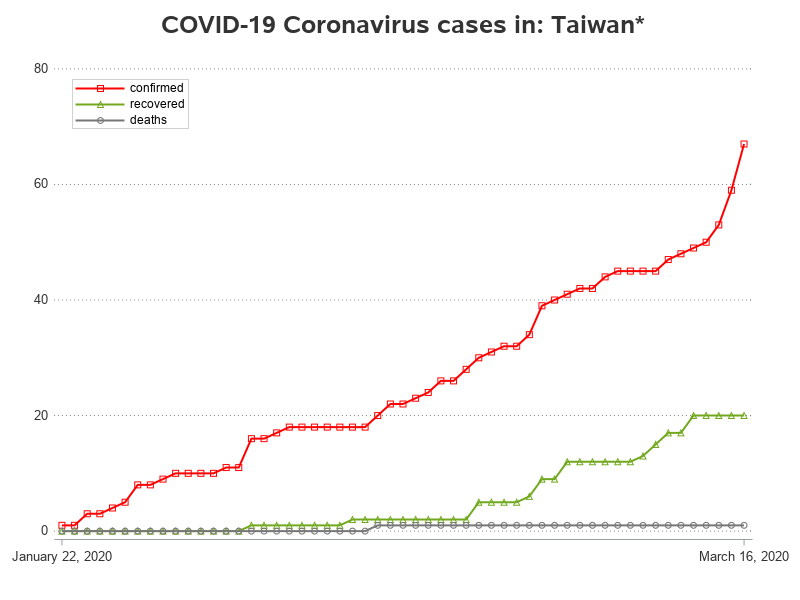 COVID-19 Coronavirus cases in: Taiwan*
80
confirmed
recovered
deaths
60
40
20
0
January 22, 2020
March 16, 2020